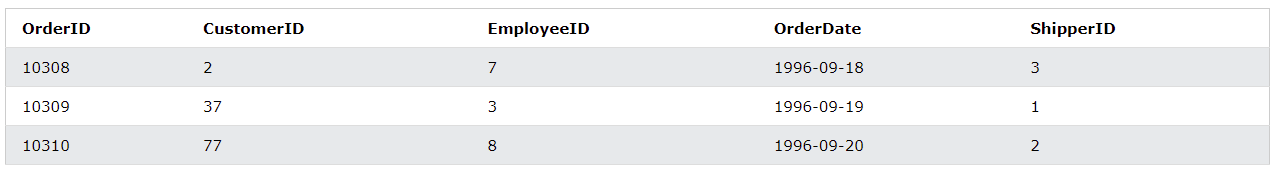 OrderID CustomerID EmployeeID OrderDate ShipperID
10308 2 7 1996-09-18 3
10309 37 3 1996-09-19 1
10310 77 8 1996-09-20 2